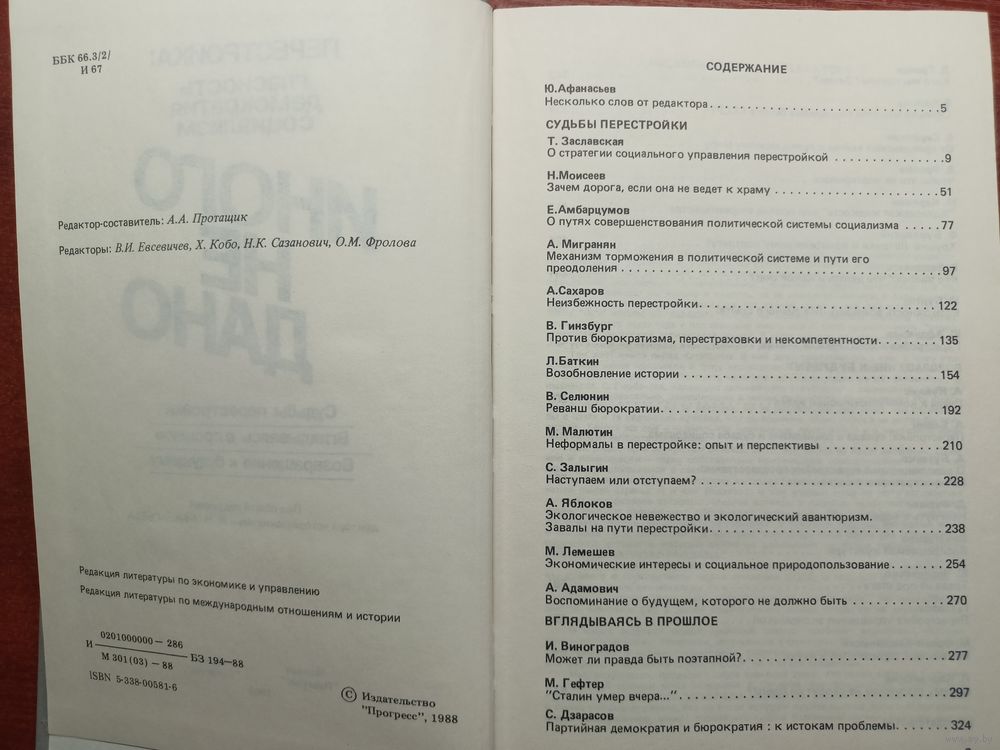 ББК 66.3/2/
И 67
Редактор-составитель: А.А. Протащик
Редакторы: В.И. Евсевичев, Х. Кобо, Н.К. Сазанович, О.М. Фролова
Редакция литературы по экономике и управлению
Редакция литературы по международным отношениям и истории
И 0201000000 – 286
М 301(03) – 88
БЗ 194–88
ISBN 5-338-00581-6
© Издательство
"Прогресс", 1988
СОДЕРЖАНИЕ
Ю.Афанасьев
Несколько слов от редактора . . . 5
СУДЬБЫ ПЕРЕСТРОЙКИ
Т. Заславская
О стратегии социального управления перестройкой . . . 9
Н.Моисеев
Зачем дорога, если она не ведет к храму . . . 51
Е.Амбарцумов
О путях совершенствования политической системы социализма . . . 77
А. Мигранян
Механизм торможения в политической системе и пути его
преодоления . . . 97
А.Сахаров
Неизбежность перестройки . . . 122
В. Гинзбург
Против бюрократизма, перестраховки и некомпетентности . . . 135
Л.Баткин
Возобновление истории . . . 154
В. Селюнин
Реванш бюрократии . . . 192
М. Малютин
Неформалы в перестройке: опыт и перспективы . . . 210
С. Залыгин
Наступаем или отступаем? . . . 228
А. Яблоков
Экологическое невежество и экологический авантюризм.
Завалы на пути перестройки . . . 238
М. Лемешев
Экономические интересы и социальное природопользование . . . 254
А. Адамович
Воспоминание о будущем, которого не должно быть . . . 270
ВГЛЯДЫВАЯСЬ В ПРОШЛОЕ
И. Виноградов
Может ли правда быть поэтапной? . . . 277
М. Гефтер
"Сталин умер вчера..." . . . 297
С. Дзарасов
Партийная демократия и бюрократия : к истокам проблемы . . . 324